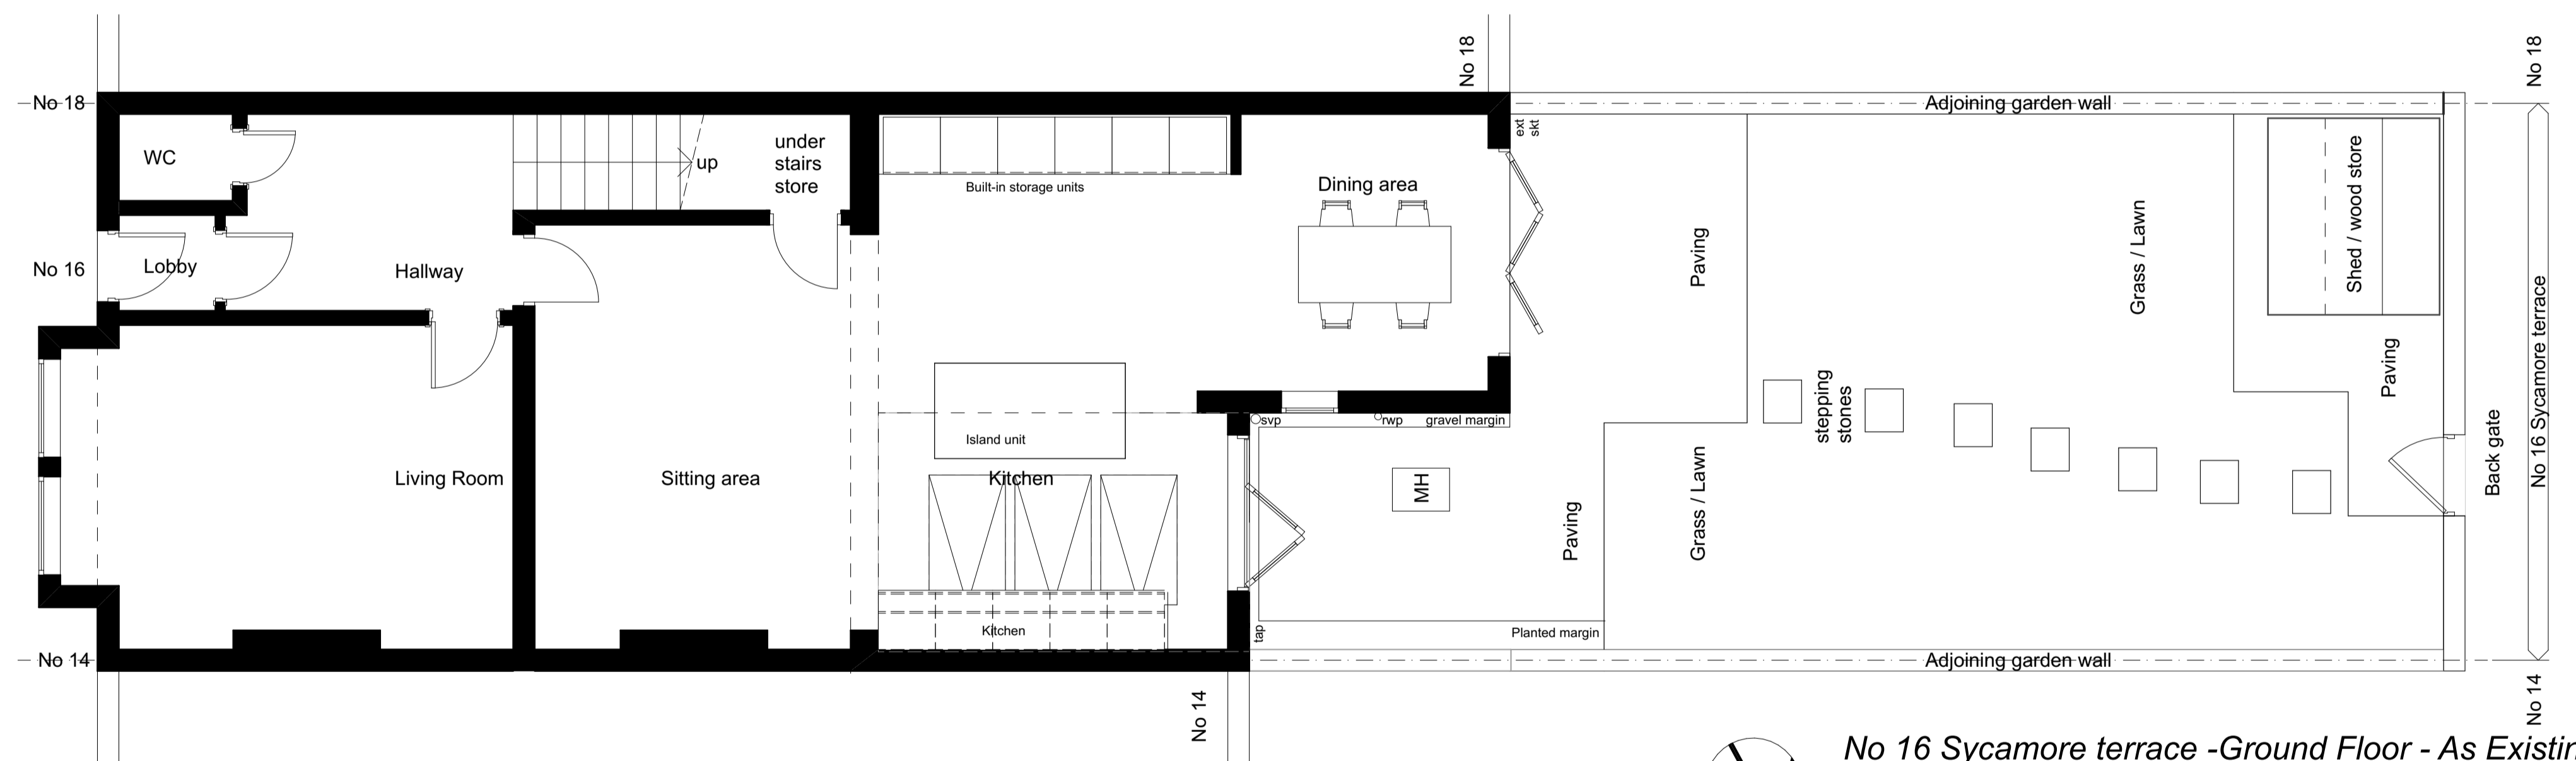 No 18
No 18
No 18
Adjoining garden wall
ext
skt
WC
up
under
stairs
store
Built-in storage units
Dining area
Shed / wood store
Paving
Grass / Lawn
No 16
Lobby
Hallway
Paving
stepping
stones
No 16 Sycamore terrace
svp
rwp
gravel margin
Island unit
Living Room
Sitting area
Kitchen
MH
Paving
Grass / Lawn
Back gate
Kitchen
tap
Planted margin
No 14
Adjoining garden wall
No 14
No 14
No 16 Sycamore terrace -Ground Floor - As Existin